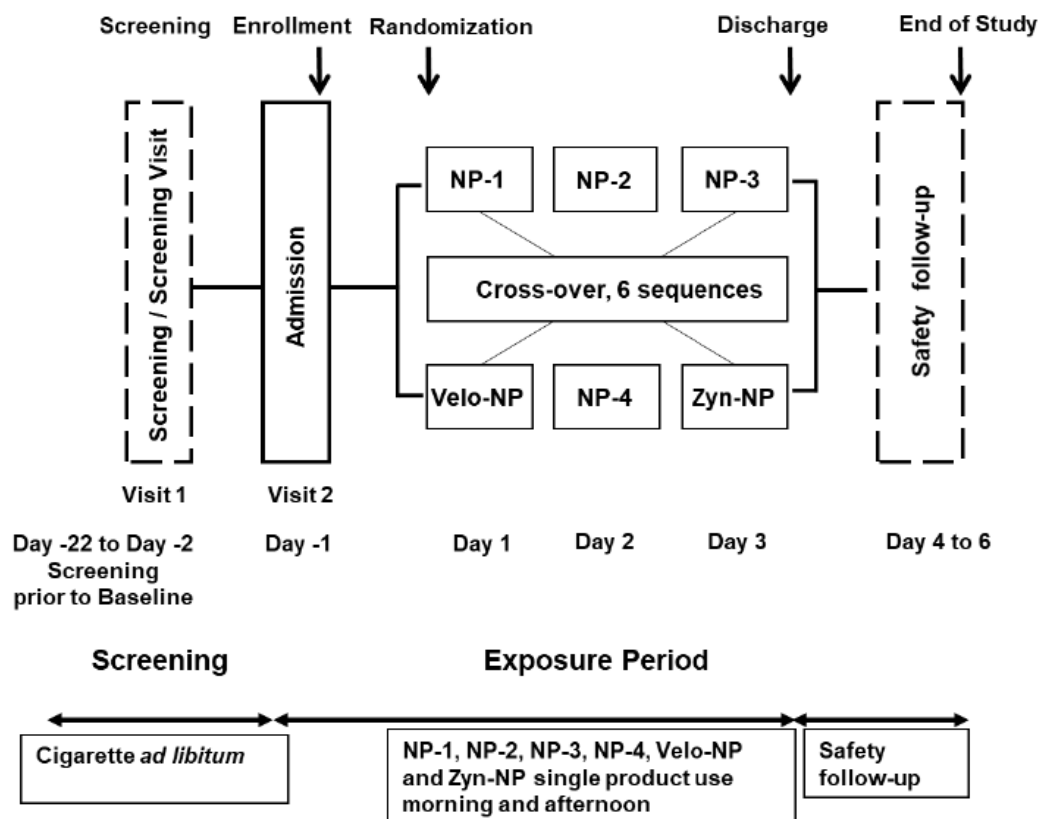 Screening
Enrollment
Randomization
Discharge
End of Study
Screening / Screening Visit
Admission
NP-1
NP-2
NP-3
Cross-over, 6 sequences
Velo-NP
NP-4
Zyn-NP
Safety follow-up
Visit 1
Visit 2
Day -22 to Day -2
Screening
prior to Baseline
Day -1
Day 1
Day 2
Day 3
Day 4 to 6
Screening
Exposure Period
Cigarette ad libitum
NP-1, NP-2, NP-3, NP-4, Velo-NP
and Zyn-NP single product use
morning and afternoon
Safety
follow-up